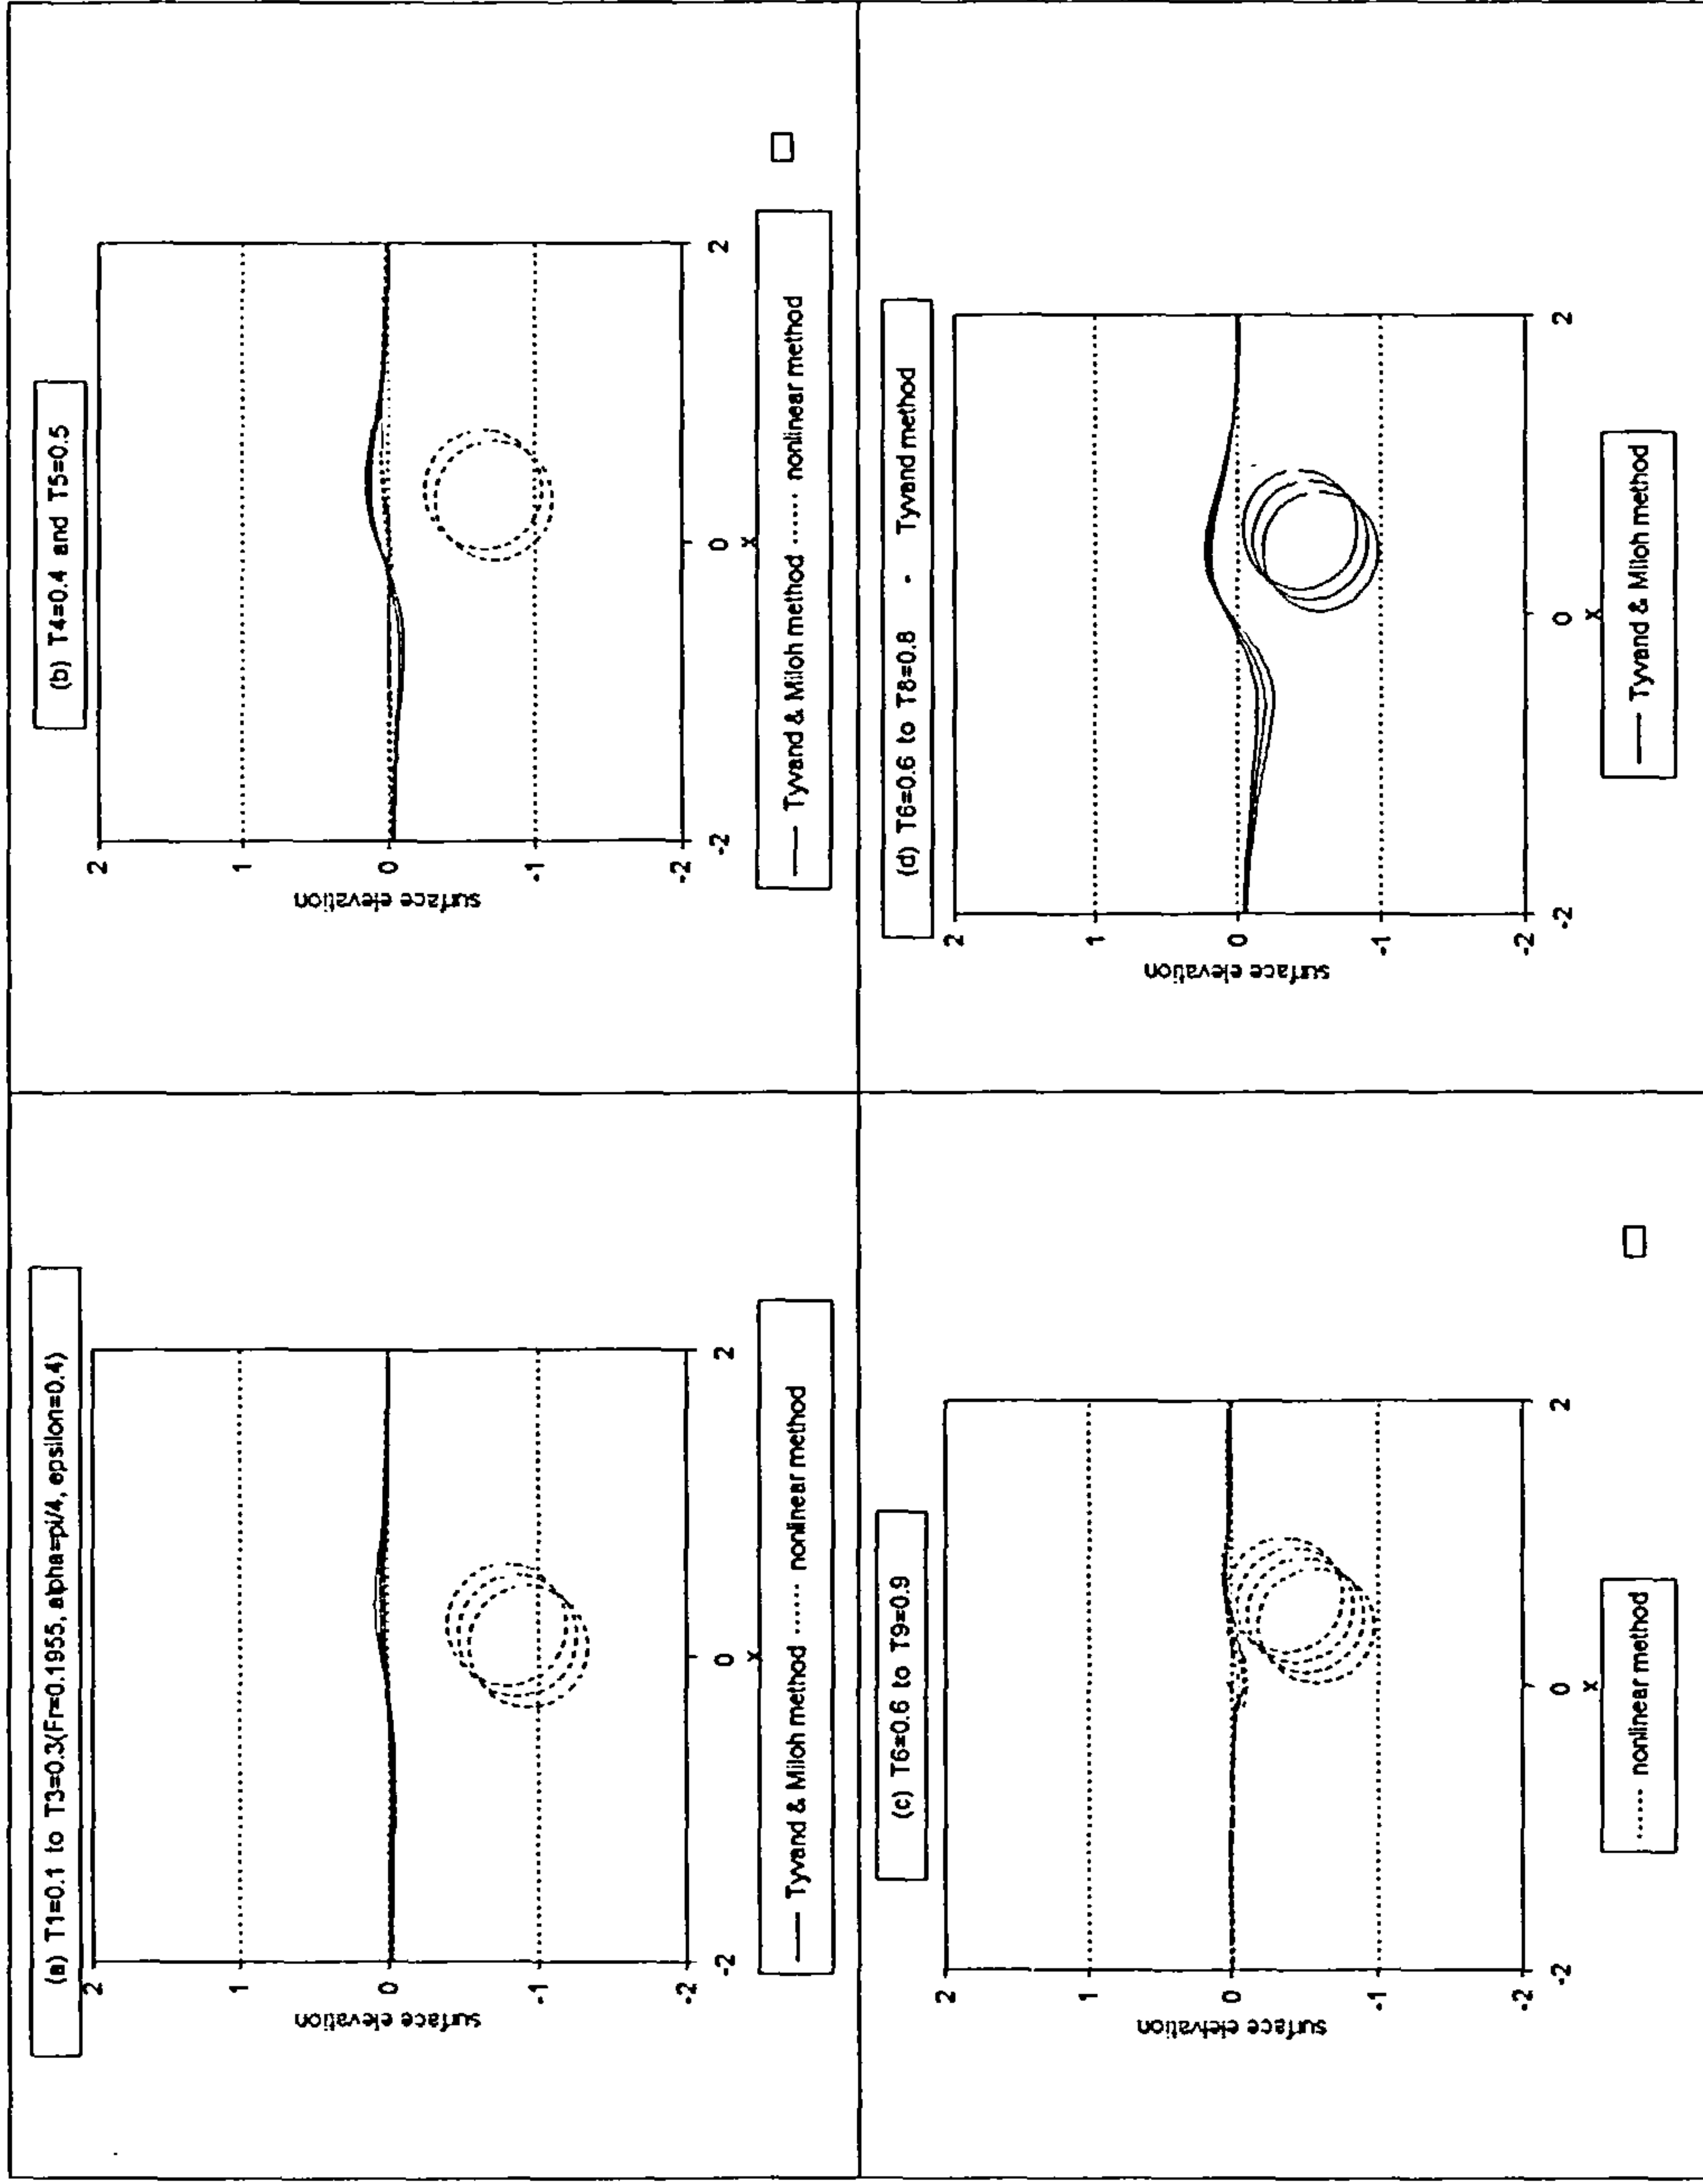 (a) T1=0.1 to T3=0.3(Fr=0.1955, alpha=pi/4, epsilon=0.4)
surface elevation
2
1
0
-1
-2
-2
0
2
x
Tyvand & Miloh method
nonlinear method
(b) T4=0.4 and T5=0.5
surface elevation
2
1
0
-1
-2
-2
0
2
x
Tyvand & Miloh method
nonlinear method
(c) T6=0.6 to T9=0.9
surface eletvation
2
1
0
-1
-2
-2
0
2
x
nonlinear method
(d) T6=0.6 to T8=0.8 - Tyvand method
surface elevation
2
1
0
-1
-2
-2
0
2
x
Tyvand & Miloh method